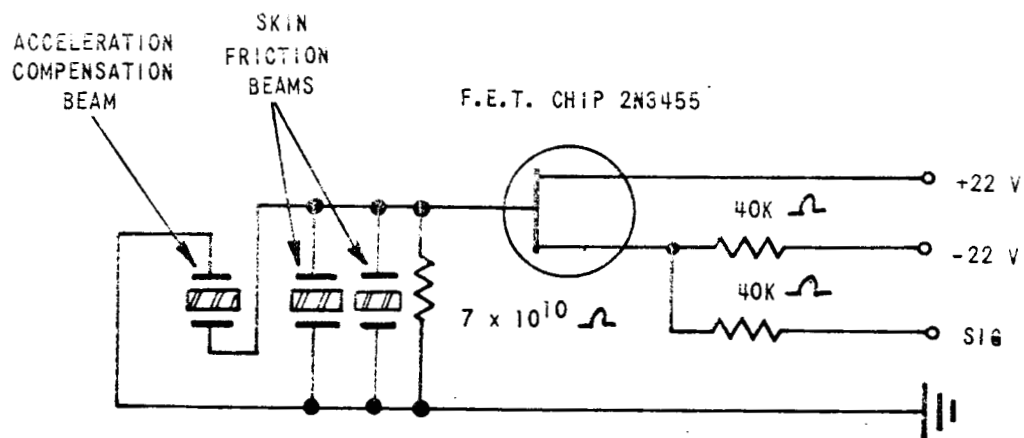 ACCELERATION
COMPENSATION
BEAM
SKIN
FRICTION
BEAMS
F.E.T. CHIP 2N3455
+22 V
40K Ω
-22 V
40K Ω
7 x 10¹⁰ Ω
SIG